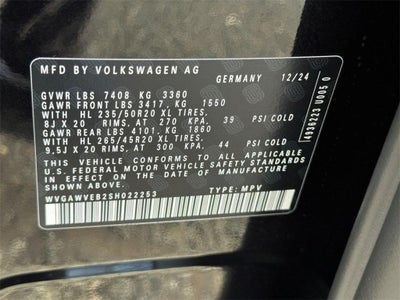 MFD BY VOLKSWAGEN AG
GERMANY 12/24
GVWR LBS 7408 KG 3360
GAWR FRONT LBS 3417, KG 1550
WITH HL 235/50R20 XL TIRES,
8J X 20 RIMS, AT 270 KPA, 39 PSI COLD
GAWR REAR LBS 4101, KG 1860
WITH HL 265/45R20 XL TIRES,
9,5J X 20 RIMS, AT 300 KPA, 44 PSI COLD
THIS VEHICLE CONFORMS TO ALL APPLICABLE
U.S. FEDERAL MOTOR VEHICLE SAFETY STANDARDS
IN EFFECT ON THE DATE OF MANUFACTURE
SHOWN ABOVE.
WVGAWVEB2SH022253 TYPE: MPV
4936223 U005 0